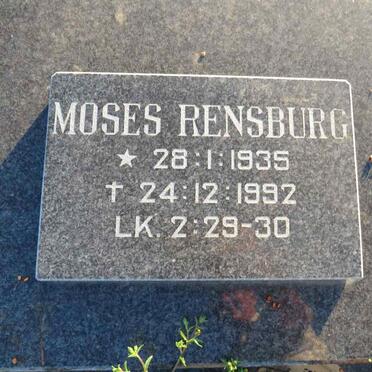 MOSES RENSBURG
★ 28:1:1935
† 24:12:1992
LK. 2:29-30